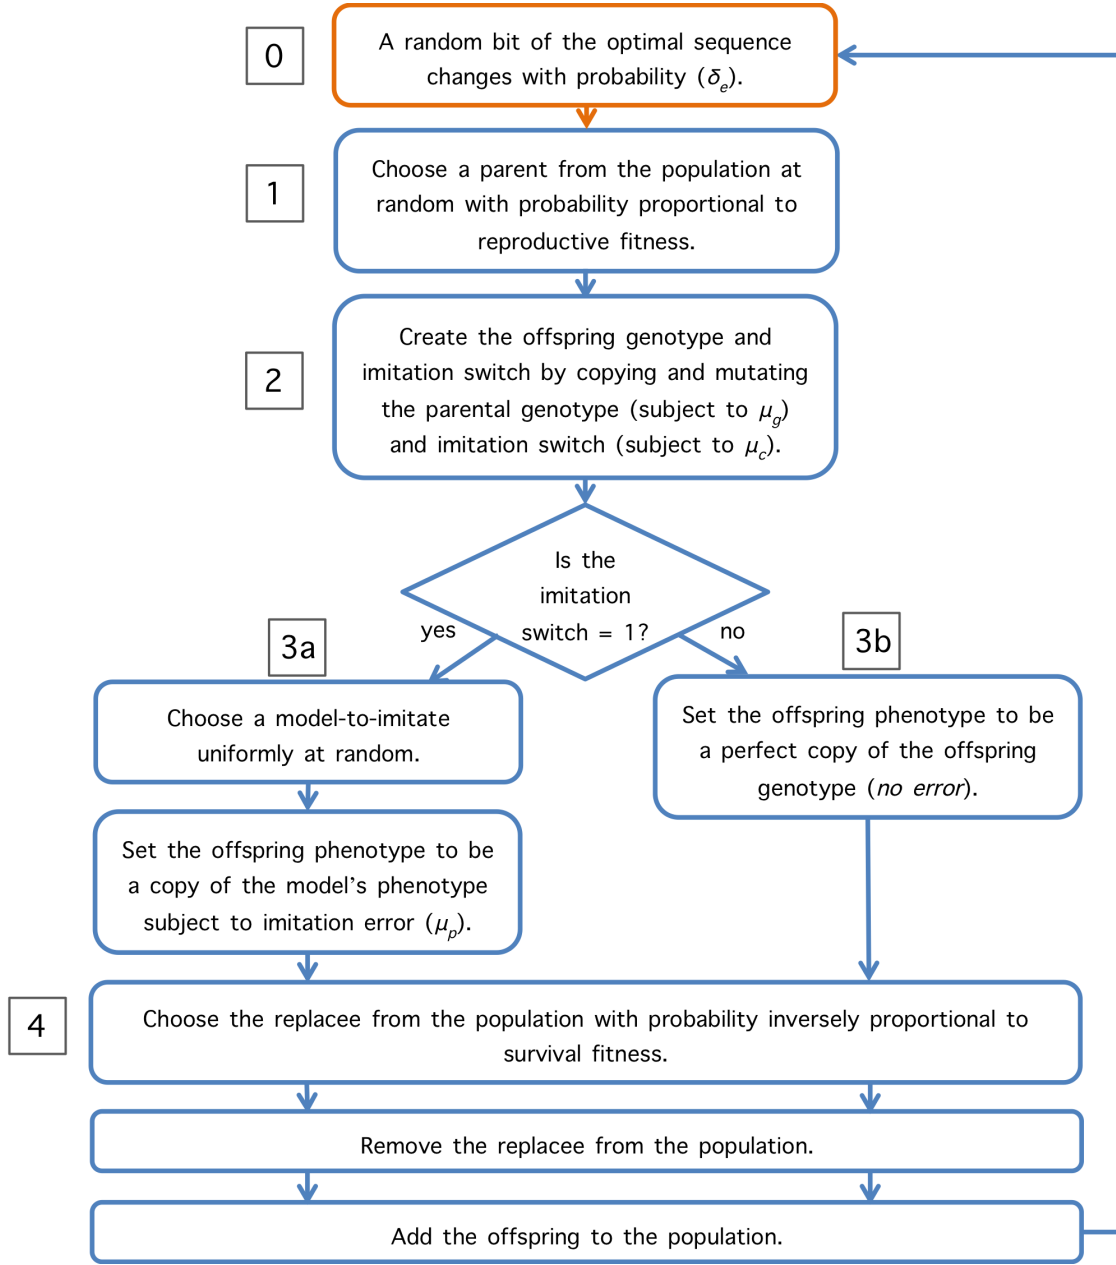 0
A random bit of the optimal sequence
changes with probability (δe).
1
Choose a parent from the population at
random with probability proportional to
reproductive fitness.
2
Create the offspring genotype and
imitation switch by copying and mutating
the parental genotype (subject to μg)
and imitation switch (subject to μc).
Is the
imitation
switch = 1?
yes
no
3a
3b
Choose a model-to-imitate
uniformly at random.
Set the offspring phenotype to be
a perfect copy of the offspring
genotype (no error).
Set the offspring phenotype to be
a copy of the model’s phenotype
subject to imitation error (μp).
4
Choose the replacee from the population with probability inversely proportional to
survival fitness.
Remove the replacee from the population.
Add the offspring to the population.